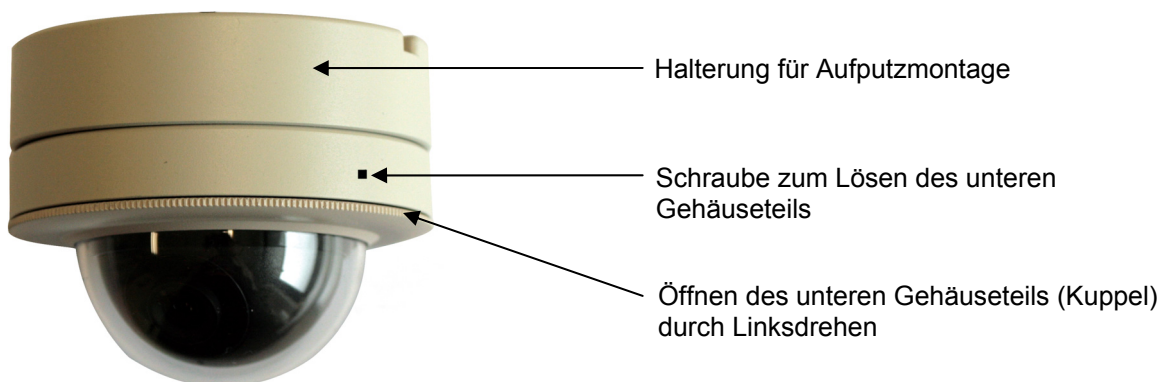 Halterung für Aufputzmontage
Schraube zum Lösen des unteren
Gehäuseteils
Öffnen des unteren Gehäuseteils (Kuppel)
durch Linksdrehen